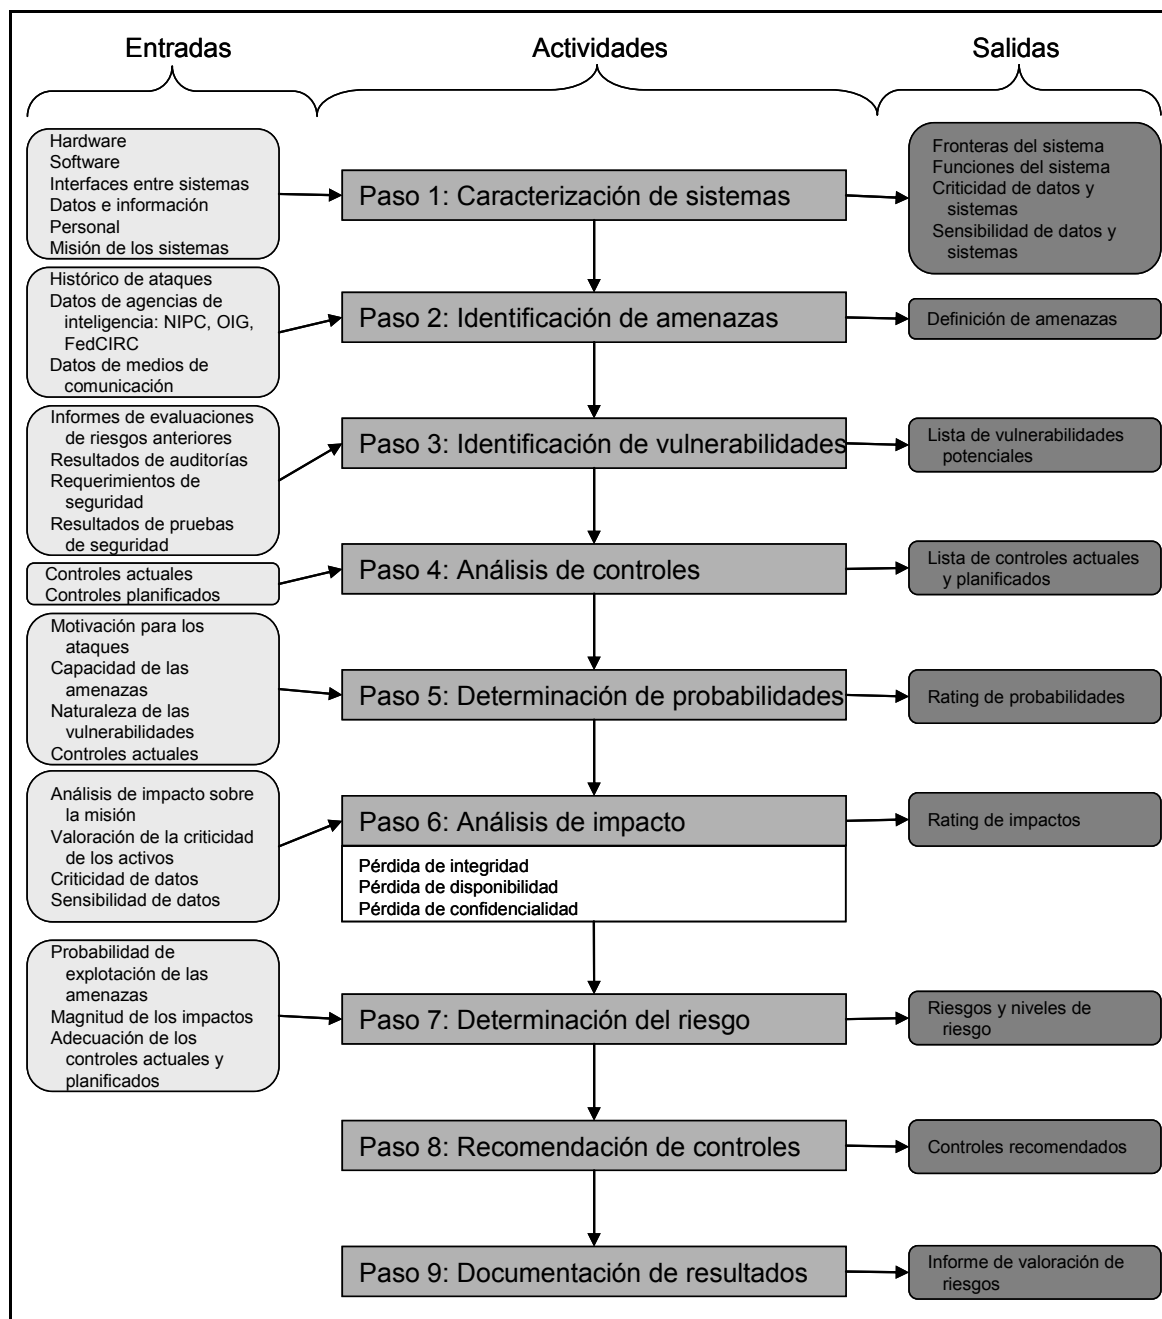 Entradas
Actividades
Salidas
Hardware
Software
Interfaces entre sistemas
Datos e información
Personal
Misión de los sistemas
Paso 1: Caracterización de sistemas
Fronteras del sistema
Funciones del sistema
Criticidad de datos y
sistemas
Sensibilidad de datos y
sistemas
Histórico de ataques
Datos de agencias de
inteligencia: NIPC, OIG,
FedCIRC
Datos de medios de
comunicación
Paso 2: Identificación de amenazas
Definición de amenazas
Informes de evaluaciones
de riesgos anteriores
Resultados de auditorías
Requerimientos de
seguridad
Resultados de pruebas
de seguridad
Paso 3: Identificación de vulnerabilidades
Lista de vulnerabilidades
potenciales
Controles actuales
Controles planificados
Paso 4: Análisis de controles
Lista de controles actuales
y planificados
Motivación para los
ataques
Capacidad de las
amenazas
Naturaleza de las
vulnerabilidades
Controles actuales
Paso 5: Determinación de probabilidades
Rating de probabilidades
Análisis de impacto sobre
la misión
Valoración de la criticidad
de los activos
Criticidad de datos
Sensibilidad de datos
Paso 6: Análisis de impacto
Pérdida de integridad
Pérdida de disponibilidad
Pérdida de confidencialidad
Rating de impactos
Probabilidad de
explotación de las
amenazas
Magnitud de los impactos
Adecuación de los
controles actuales y
planificados
Paso 7: Determinación del riesgo
Riesgos y niveles de
riesgo
Paso 8: Recomendación de controles
Controles recomendados
Paso 9: Documentación de resultados
Informe de valoración de
riesgos